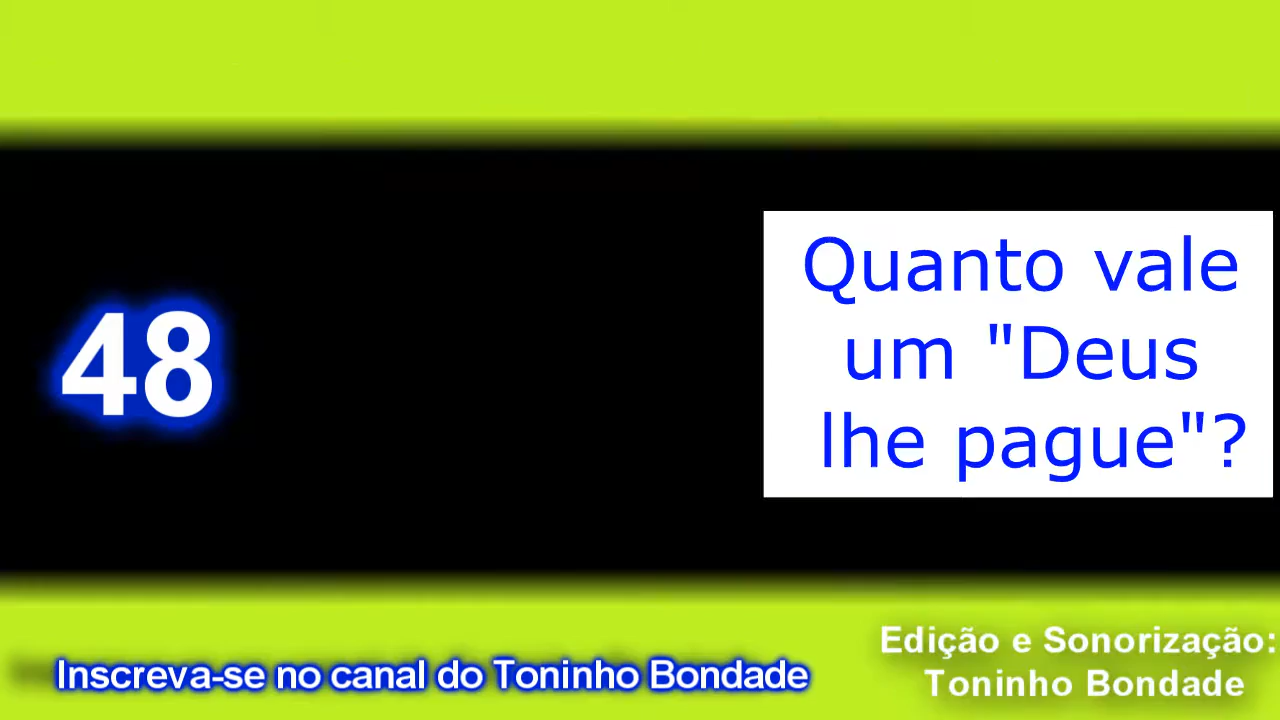 48
Quanto vale
um "Deus
lhe pague"?
Inscreva-se no canal do Toninho Bondade
Edição e Sonorização:
Toninho Bondade